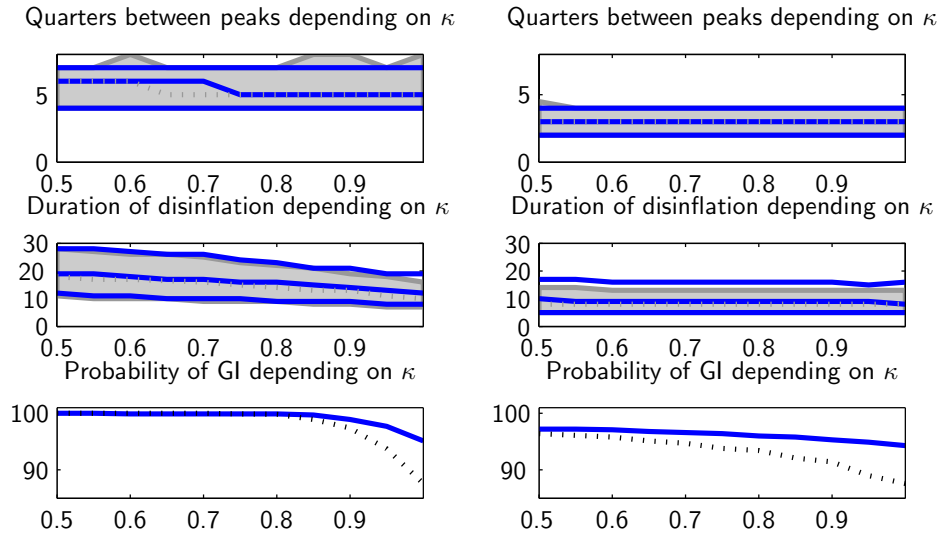 Quarters between peaks depending on κ
5
0
0.5 0.6 0.7 0.8 0.9
Duration of disinflation depending on κ
30
20
10
0
0.5 0.6 0.7 0.8 0.9
Probability of GI depending on κ
100
90
0.5 0.6 0.7 0.8 0.9
Quarters between peaks depending on κ
5
0
0.5 0.6 0.7 0.8 0.9
Duration of disinflation depending on κ
30
20
10
0
0.5 0.6 0.7 0.8 0.9
Probability of GI depending on κ
100
90
0.5 0.6 0.7 0.8 0.9